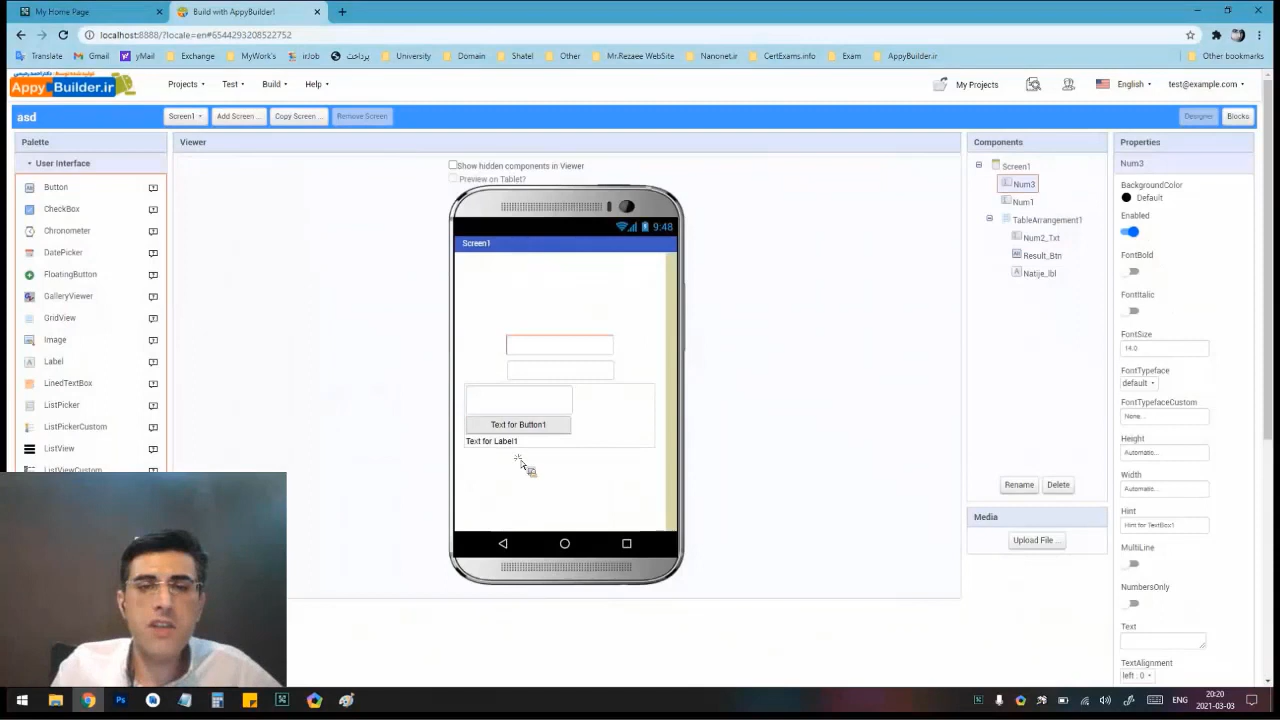 My Home Page
Build with AppyBuilder!
localhost:8888/?locale=en#6544293208522752
Translate
Gmail
yMail
Exchange
MyWork's
irJob
پرداخت
University
Domain
Shatel
Other
Mr.Rezaee WebSite
Nanonet.ir
CertExams.info
Exam
AppyBuilder.ir
Other bookmarks
Appy Builder.ir
Projects
Test
Build
Help
My Projects
English
test@example.com
asd
Screen1
Add Screen ...
Copy Screen ...
Remove Screen
Designer
Blocks
Palette
User Interface
Button
CheckBox
Chronometer
DatePicker
FloatingButton
GalleryViewer
GridView
Image
Label
LinedTextBox
ListPicker
ListPickerCustom
ListView
ListViewCustom
Viewer
Show hidden components in Viewer
Preview on Tablet?
9:48
Screen1
Text for Button1
Text for Label1
Components
Screen1
Num3
Num1
TableArrangement1
Num2_Txt
Result_Btn
Natije_lbl
Rename
Delete
Media
Upload File ...
Properties
Num3
BackgroundColor
Default
Enabled
FontBold
FontItalic
FontSize
14.0
FontTypeface
default
FontTypefaceCustom
None...
Height
Automatic...
Width
Automatic...
Hint
Hint for TextBox1
MultiLine
NumbersOnly
Text
TextAlignment
left : 0
ENG
20:20
2021-03-03